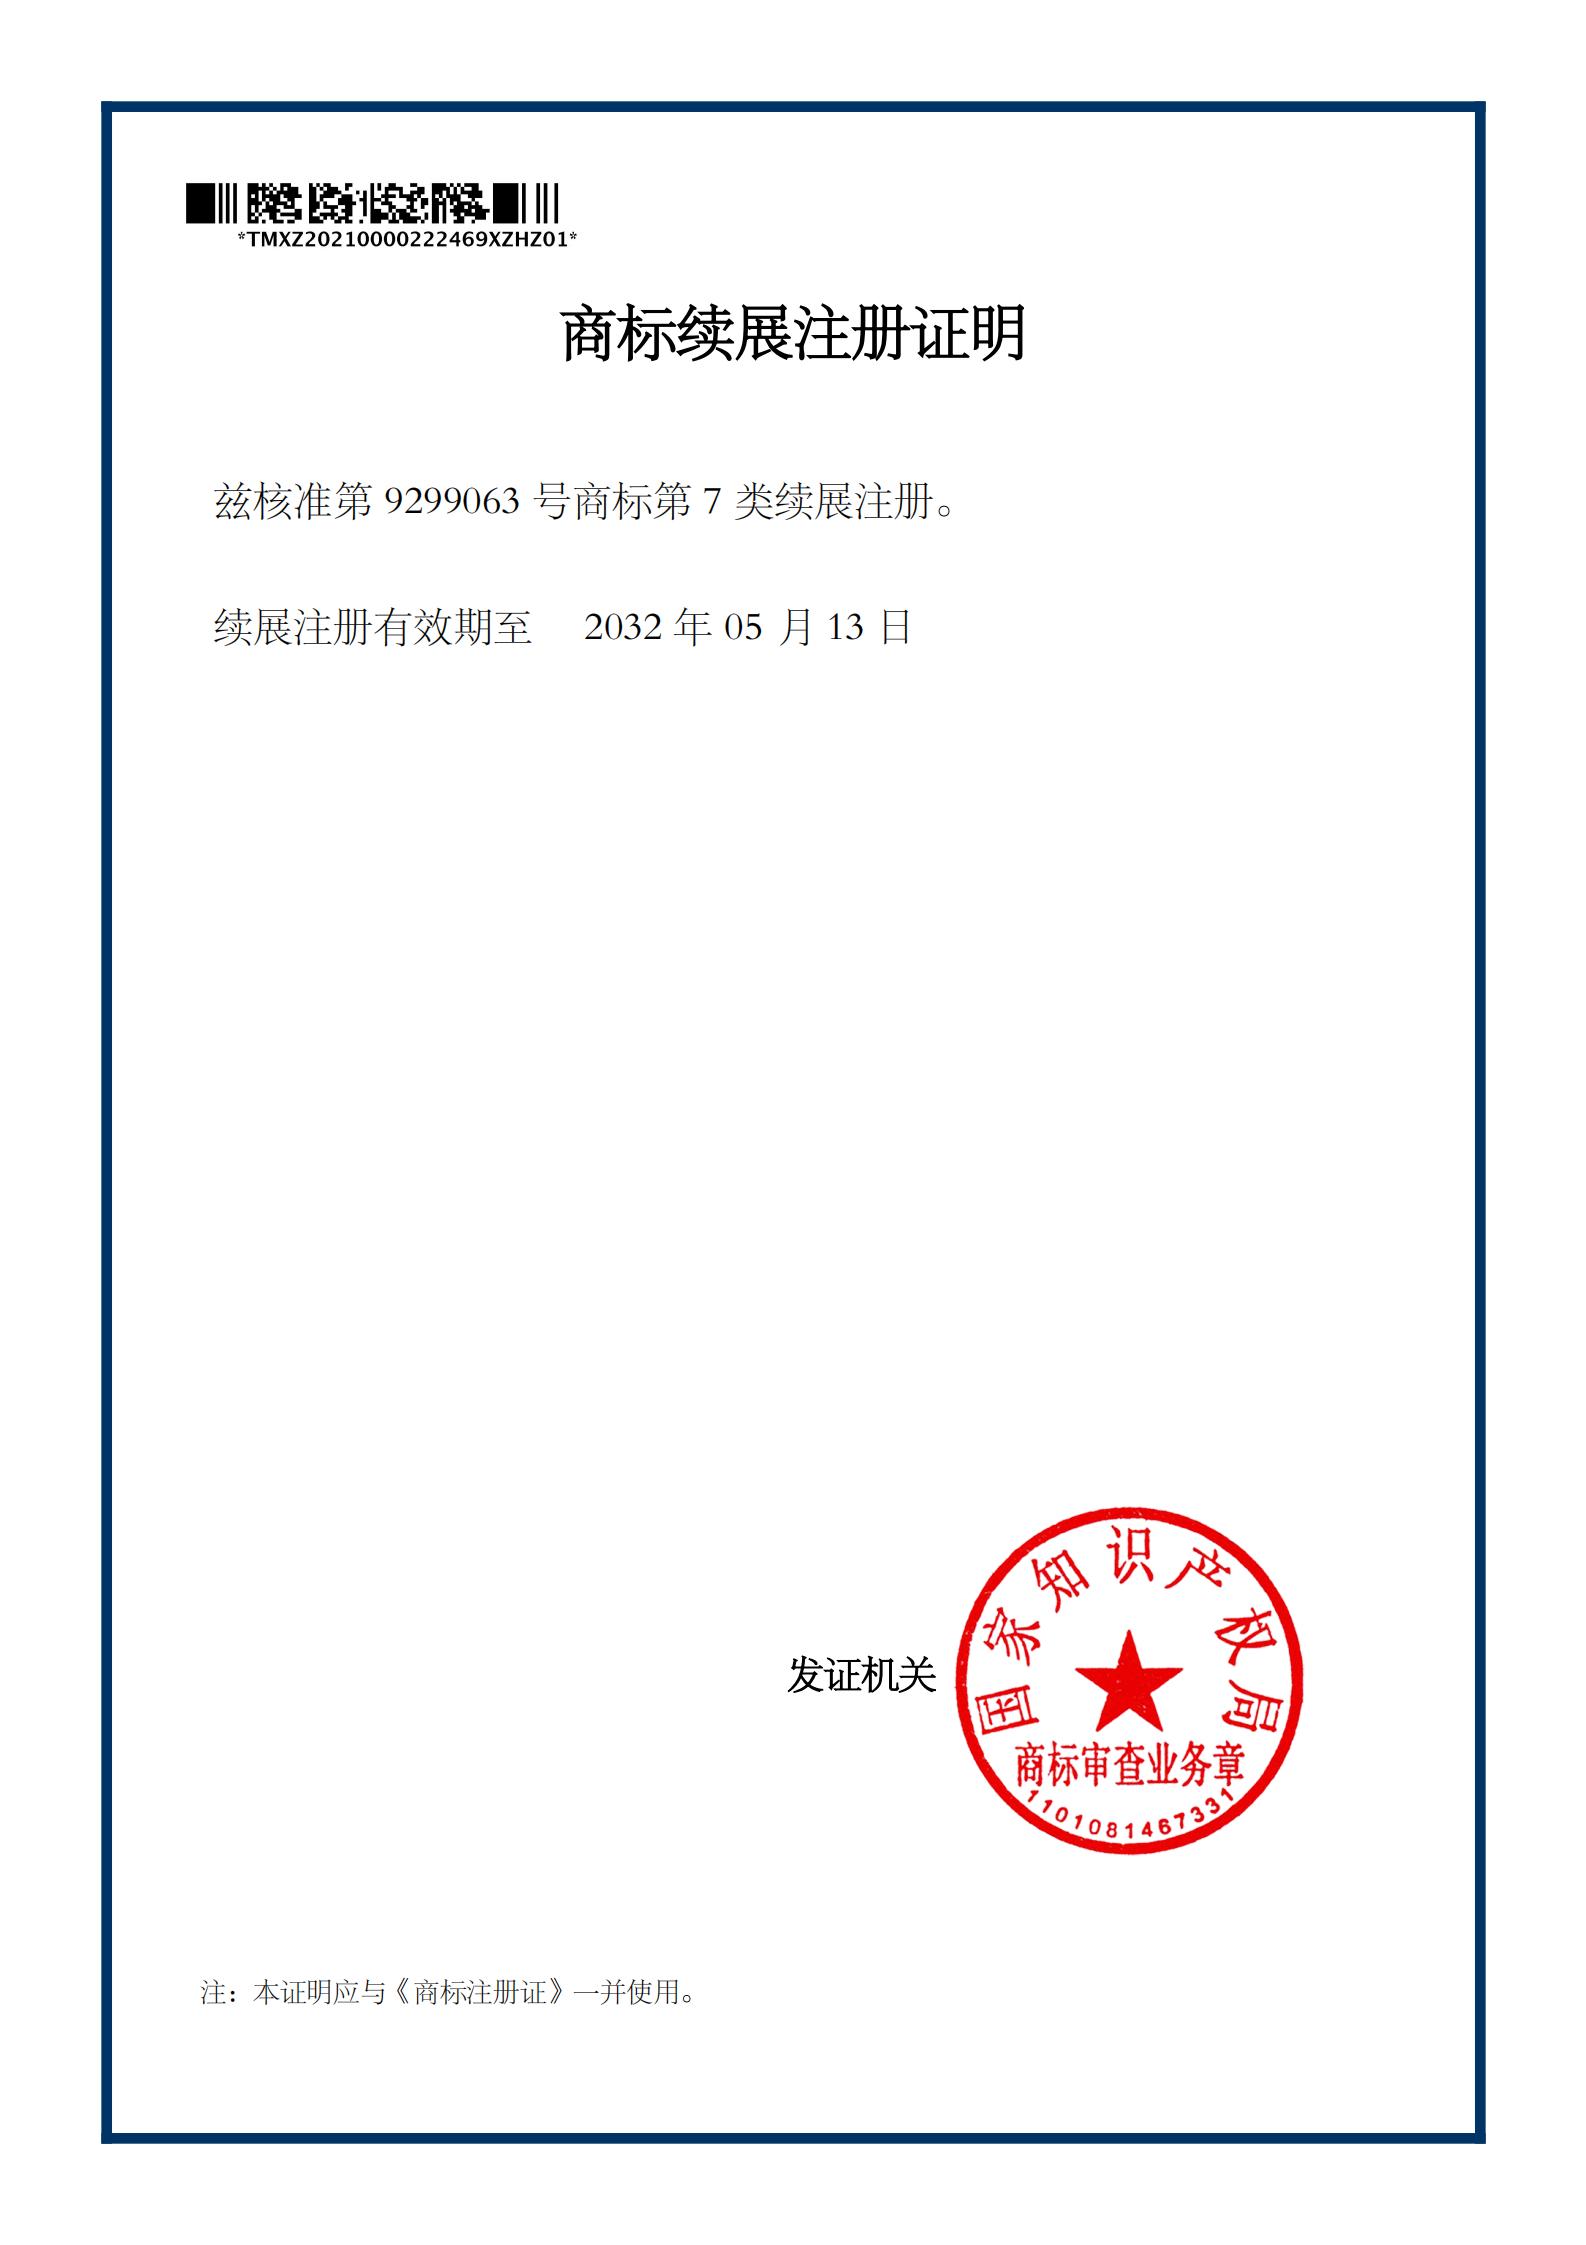 *TMXZ20210000222469XZHZ01*
商标续展注册证明
兹核准第 9299063 号商标第 7 类续展注册。
续展注册有效期至 2032 年 05 月 13 日
发证机关
国家知识产权局
商标审查业务章
1101081467331
注：本证明应与《商标注册证》一并使用。